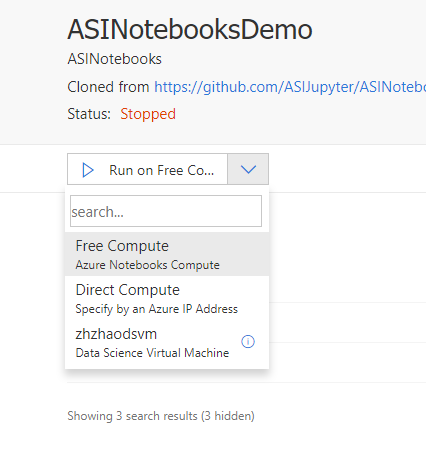 ASINotebooksDemo
ASINotebooks
Cloned from https://github.com/ASIJupyter/ASINotebo
Status: Stopped
Run on Free Co...
search...
Free Compute
Azure Notebooks Compute
Direct Compute
Specify by an Azure IP Address
zhzhaodsvm
Data Science Virtual Machine
Showing 3 search results (3 hidden)